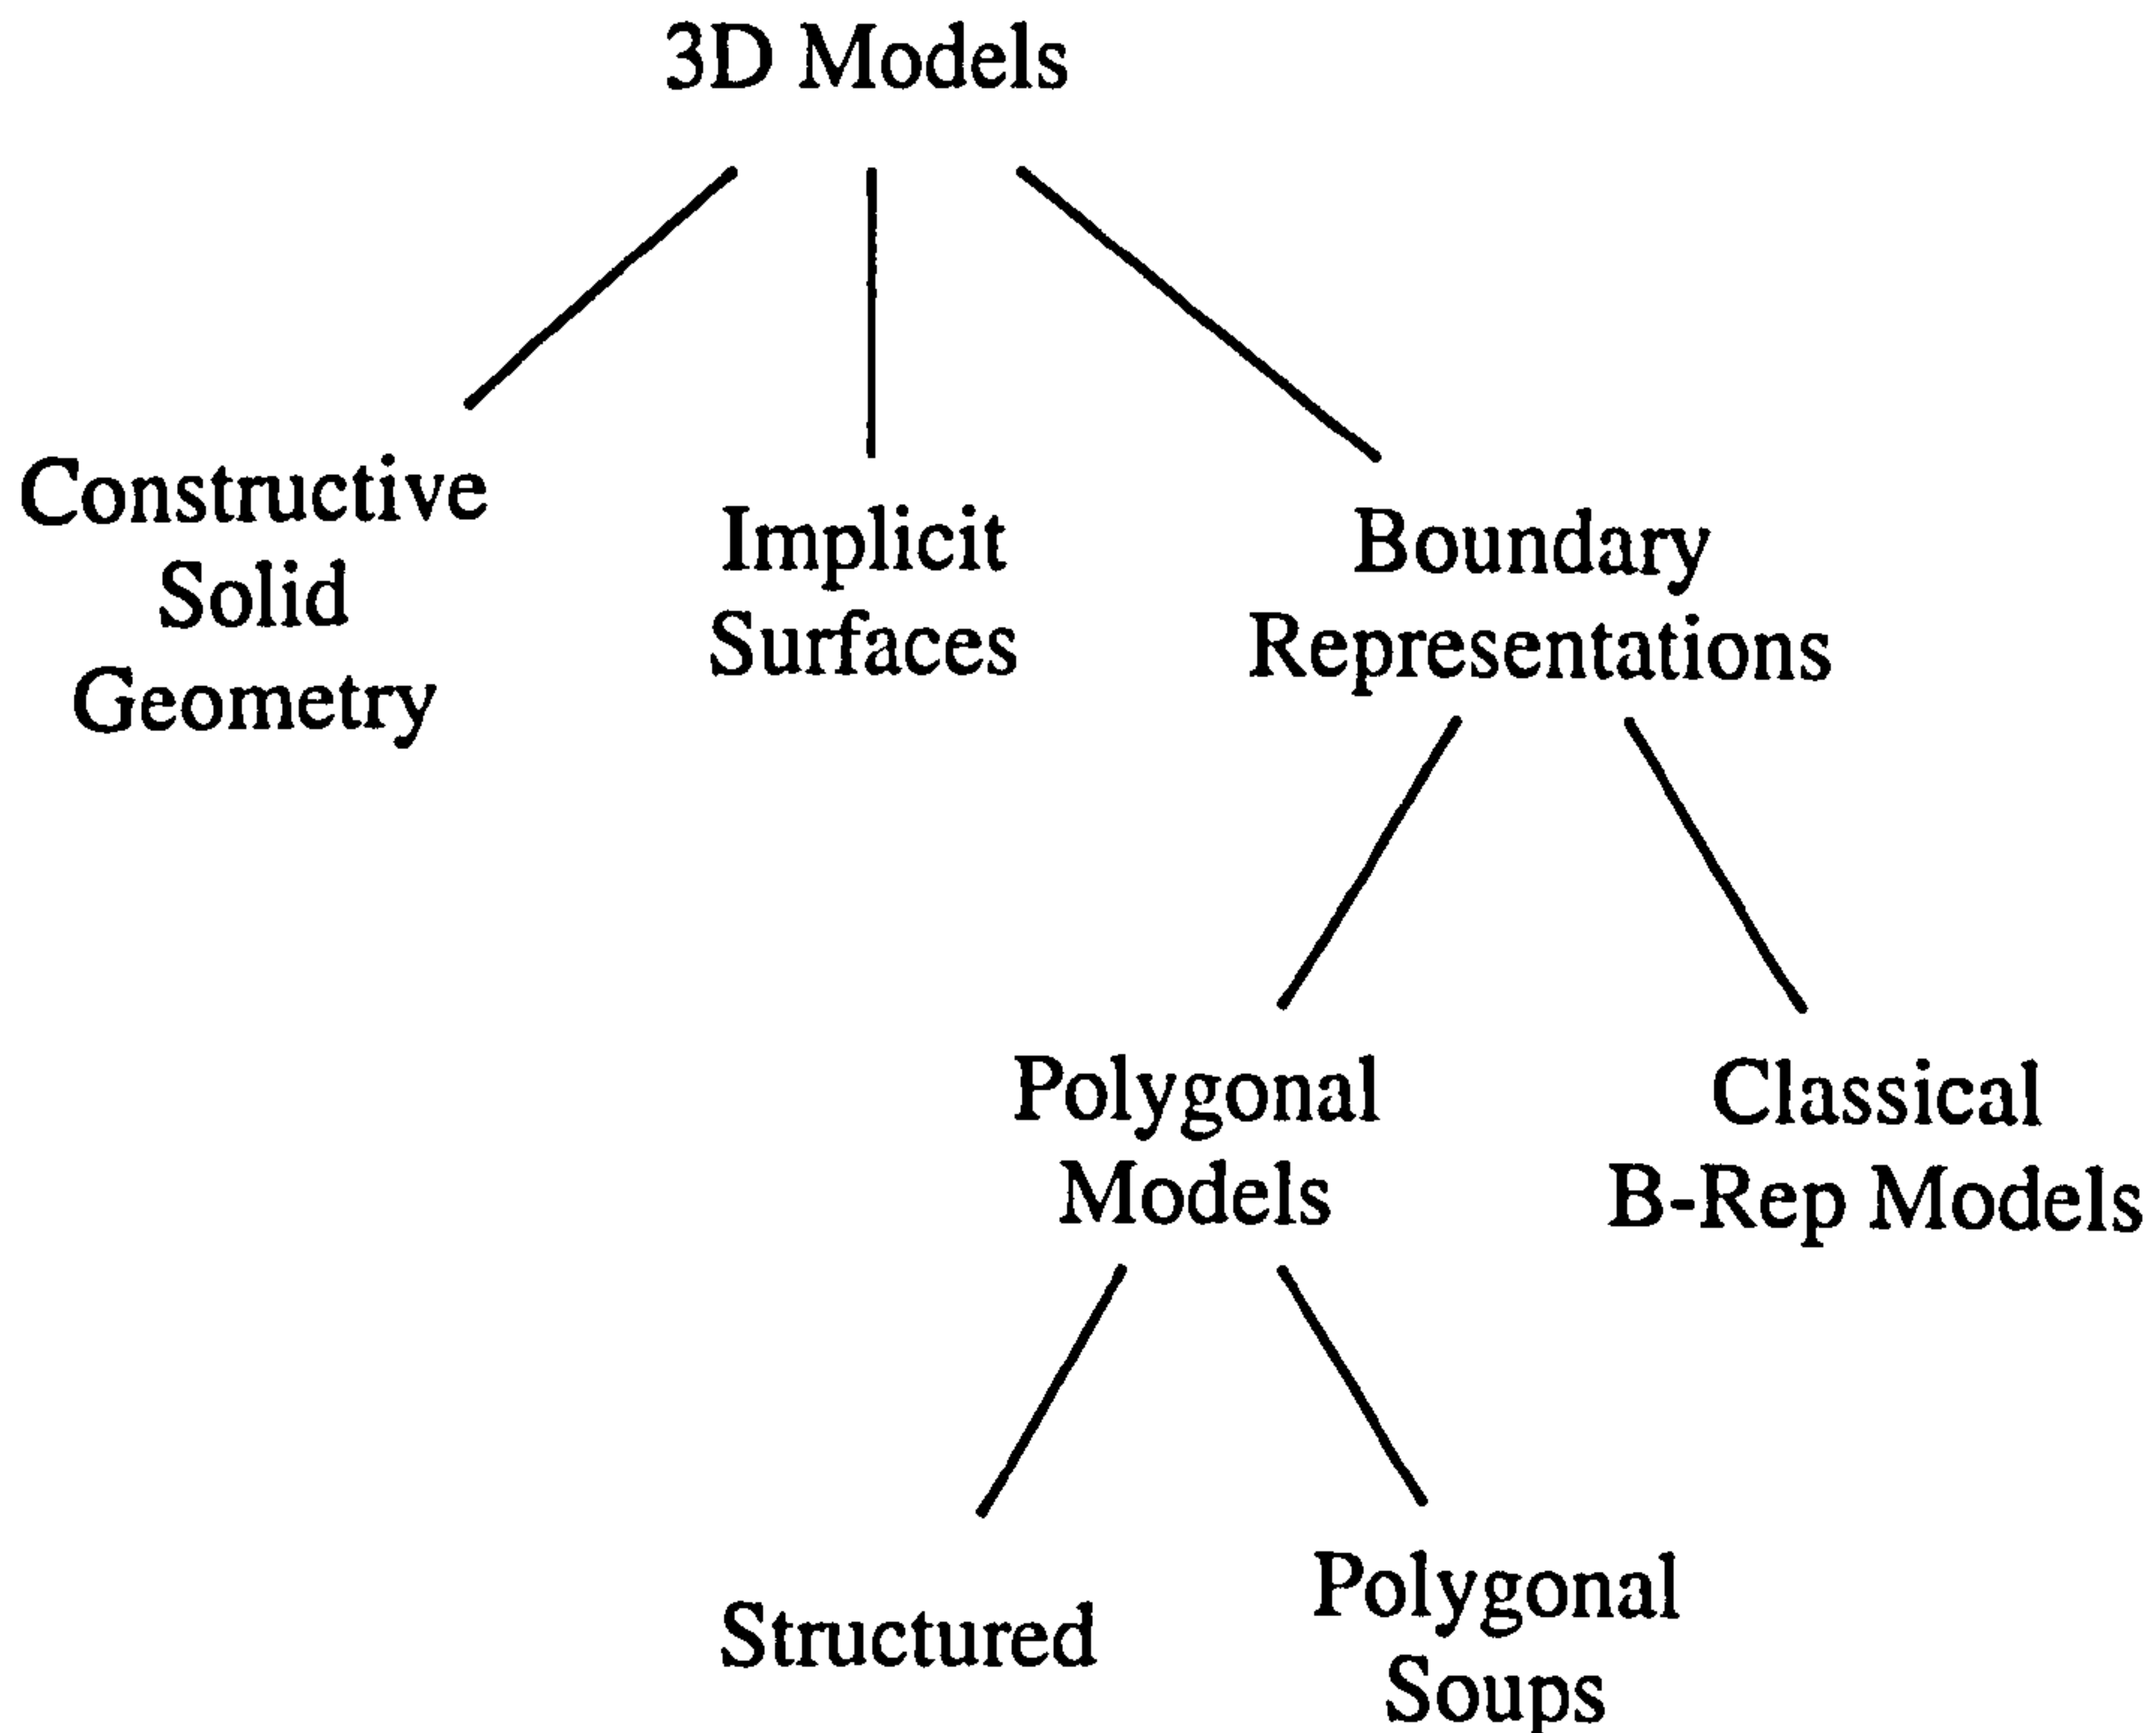 3D Models
Constructive
Solid
Geometry
Implicit
Surfaces
Boundary
Representations
Polygonal
Models
Classical
B-Rep Models
Structured
Polygonal
Soups